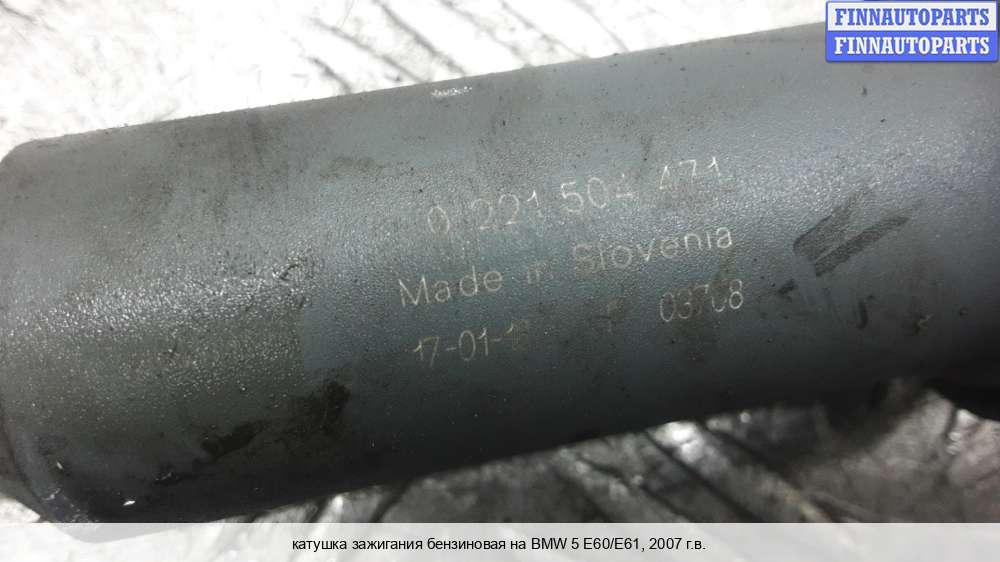 FINNAUTOPARTS
FINNAUTOPARTS
0 221 504 471
Made in Slovenia
17-01-1
катушка зажигания бензиновая на BMW 5 E60/E61, 2007 г.в.